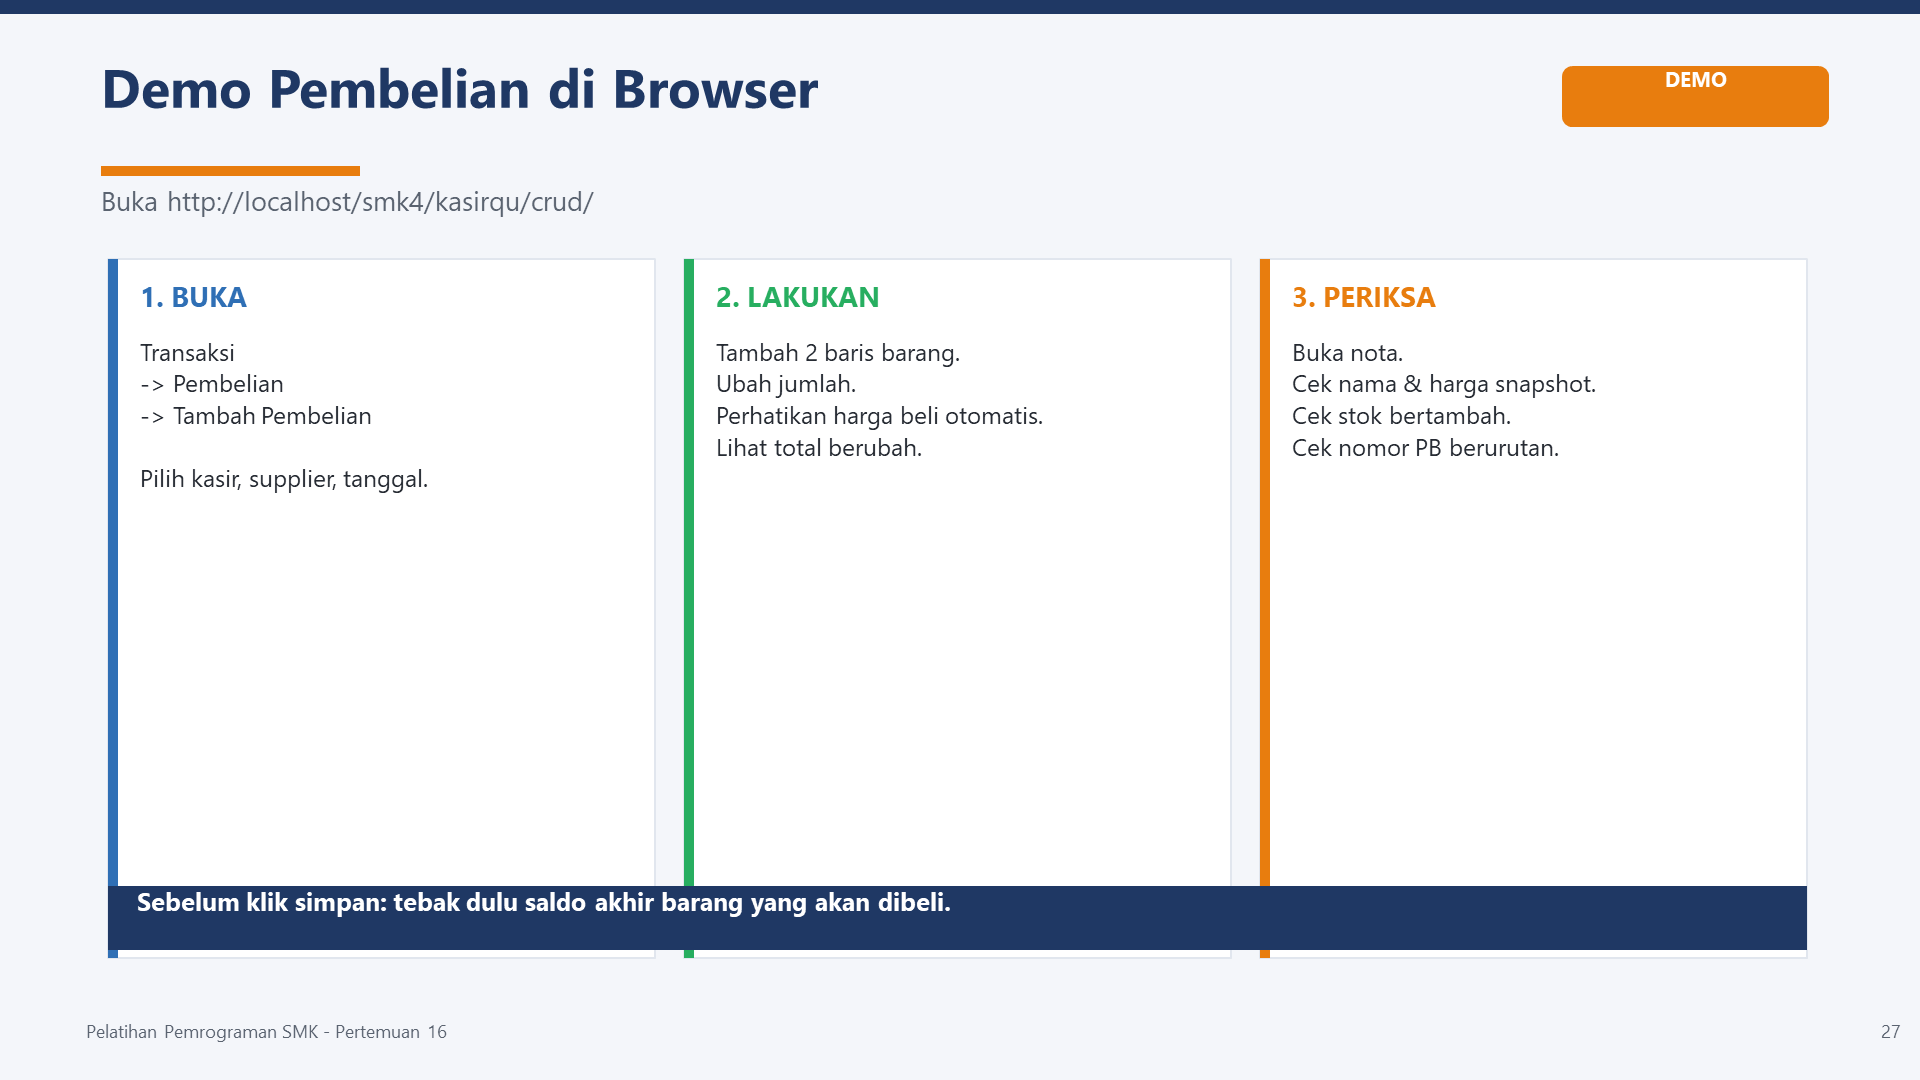 Demo Pembelian di Browser
DEMO
Buka http://localhost/smk4/kasirqu/crud/
1. BUKA
Transaksi
-> Pembelian
-> Tambah Pembelian
Pilih kasir, supplier, tanggal.
2. LAKUKAN
Tambah 2 baris barang.
Ubah jumlah.
Perhatikan harga beli otomatis.
Lihat total berubah.
3. PERIKSA
Buka nota.
Cek nama & harga snapshot.
Cek stok bertambah.
Cek nomor PB berurutan.
Sebelum klik simpan: tebak dulu saldo akhir barang yang akan dibeli.
Pelatihan Pemrograman SMK - Pertemuan 16
27